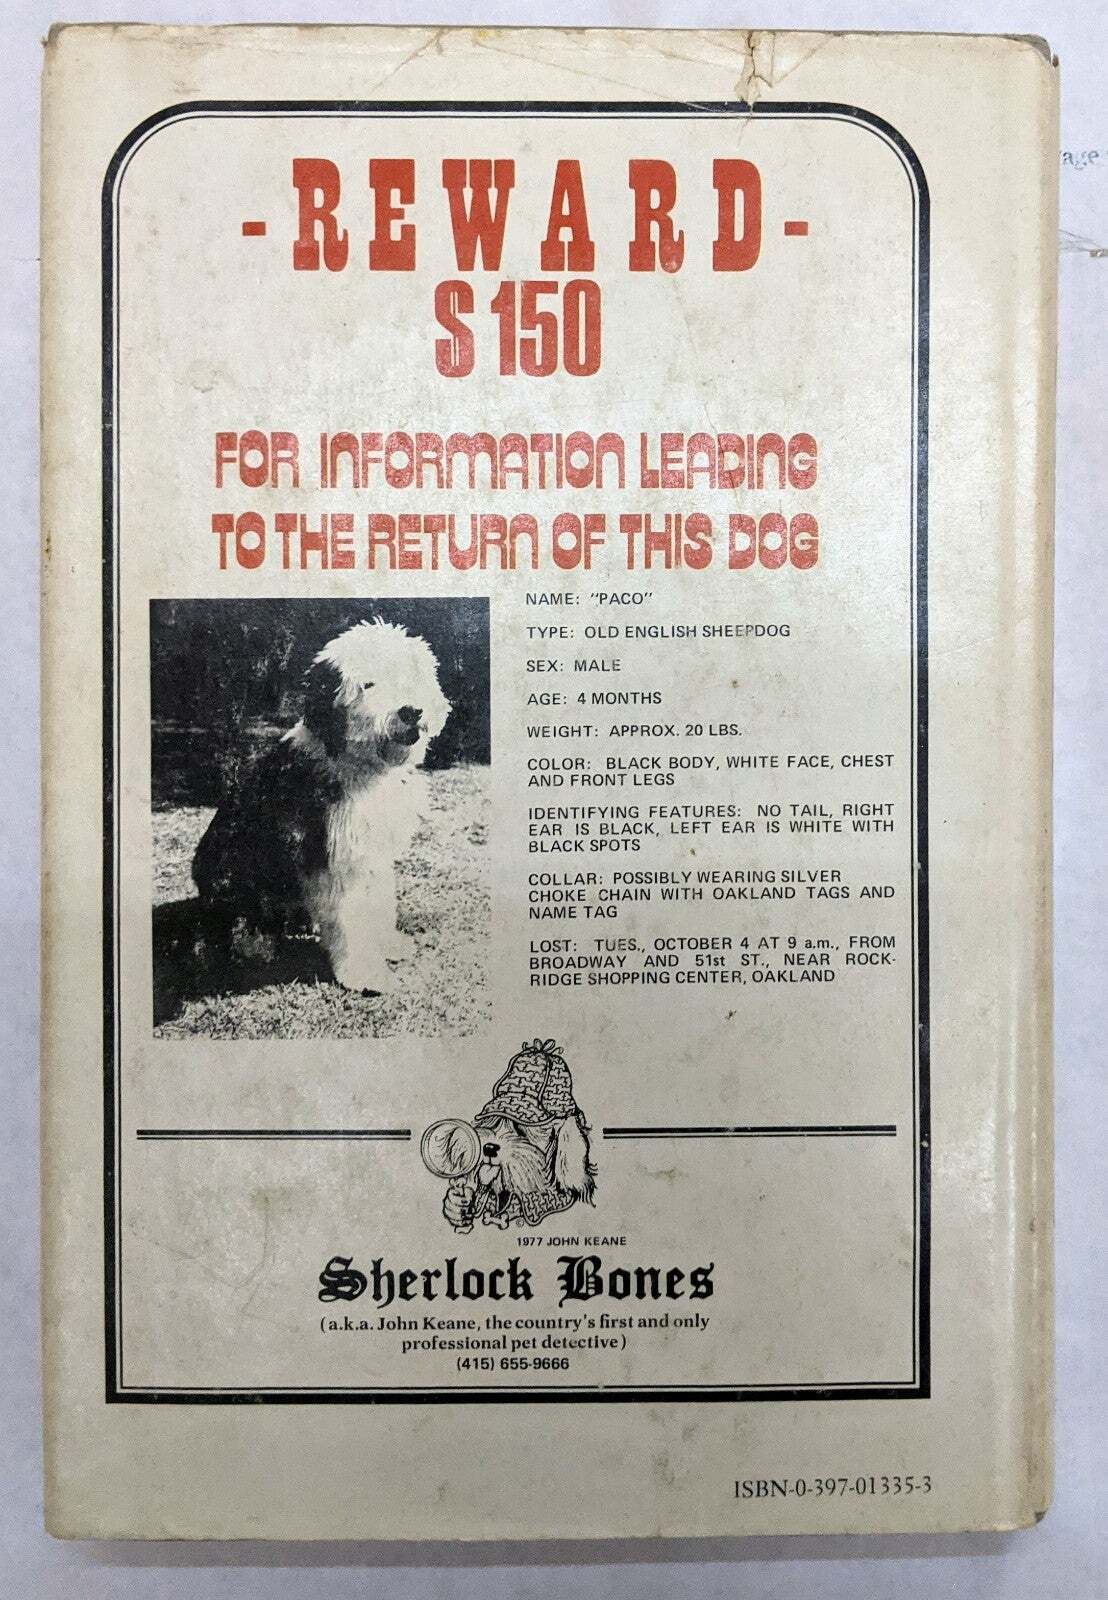 - REWARD -
$150
FOR INFORMATION LEADING
TO THE RETURN OF THIS DOG
NAME: "PACO"
TYPE: OLD ENGLISH SHEEPDOG
SEX: MALE
AGE: 4 MONTHS
WEIGHT: APPROX. 20 LBS.
COLOR: BLACK BODY, WHITE FACE, CHEST
AND FRONT LEGS
IDENTIFYING FEATURES: NO TAIL, RIGHT
EAR IS BLACK, LEFT EAR IS WHITE WITH
BLACK SPOTS
COLLAR: POSSIBLY WEARING SILVER
CHOKE CHAIN WITH OAKLAND TAGS AND
NAME TAG
LOST: TUES., OCTOBER 4 AT 9 a.m., FROM
BROADWAY AND 51st ST., NEAR ROCK-
RIDGE SHOPPING CENTER, OAKLAND
©
1977 JOHN KEANE
Sherlock Bones
(a.k.a. John Keane, the country's first and only
professional pet detective)
(415) 655-9666
ISBN-0-397-01335-3